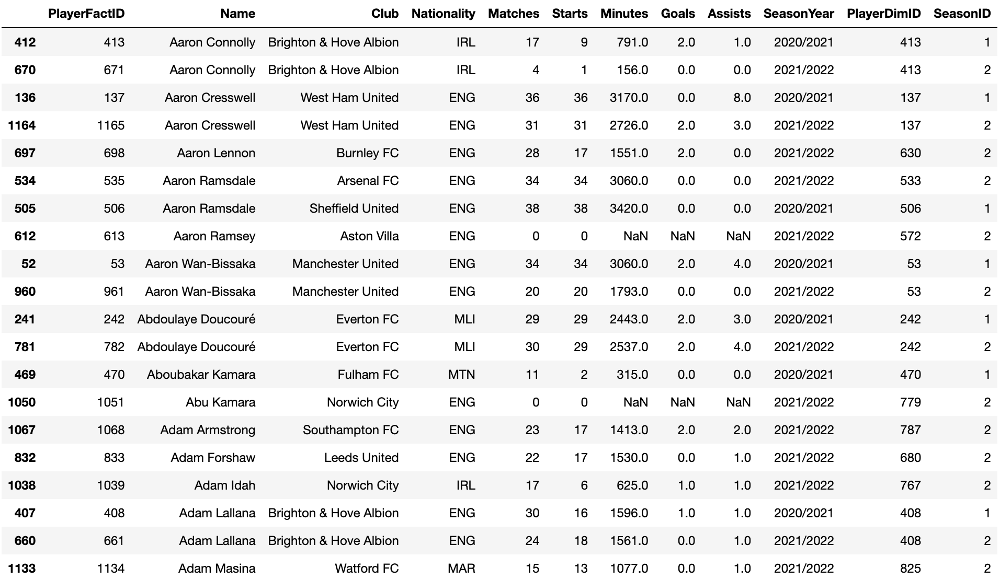 PlayerFactID Name Club Nationality Matches Starts Minutes Goals Assists SeasonYear PlayerDimID SeasonID
412 413 Aaron Connolly Brighton & Hove Albion IRL 17 9 791.0 2.0 1.0 2020/2021 413 1
670 671 Aaron Connolly Brighton & Hove Albion IRL 4 1 156.0 0.0 0.0 2021/2022 413 2
136 137 Aaron Cresswell West Ham United ENG 36 36 3170.0 0.0 8.0 2020/2021 137 1
1164 1165 Aaron Cresswell West Ham United ENG 31 31 2726.0 2.0 3.0 2021/2022 137 2
697 698 Aaron Lennon Burnley FC ENG 28 17 1551.0 2.0 0.0 2021/2022 630 2
534 535 Aaron Ramsdale Arsenal FC ENG 34 34 3060.0 0.0 0.0 2021/2022 533 2
505 506 Aaron Ramsdale Sheffield United ENG 38 38 3420.0 0.0 0.0 2020/2021 506 1
612 613 Aaron Ramsey Aston Villa ENG 0 0 NaN NaN NaN 2021/2022 572 2
52 53 Aaron Wan-Bissaka Manchester United ENG 34 34 3060.0 2.0 4.0 2020/2021 53 1
960 961 Aaron Wan-Bissaka Manchester United ENG 20 20 1793.0 0.0 0.0 2021/2022 53 2
241 242 Abdoulaye Doucouré Everton FC MLI 29 29 2443.0 2.0 3.0 2020/2021 242 1
781 782 Abdoulaye Doucouré Everton FC MLI 30 29 2537.0 2.0 4.0 2021/2022 242 2
469 470 Aboubakar Kamara Fulham FC MTN 11 2 315.0 0.0 0.0 2020/2021 470 1
1050 1051 Abu Kamara Norwich City ENG 0 0 NaN NaN NaN 2021/2022 779 2
1067 1068 Adam Armstrong Southampton FC ENG 23 17 1413.0 2.0 2.0 2021/2022 787 2
832 833 Adam Forshaw Leeds United ENG 22 17 1530.0 0.0 1.0 2021/2022 680 2
1038 1039 Adam Idah Norwich City IRL 17 6 625.0 1.0 1.0 2021/2022 767 2
407 408 Adam Lallana Brighton & Hove Albion ENG 30 16 1596.0 1.0 1.0 2020/2021 408 1
660 661 Adam Lallana Brighton & Hove Albion ENG 24 18 1561.0 0.0 1.0 2021/2022 408 2
1133 1134 Adam Masina Watford FC MAR 15 13 1077.0 0.0 1.0 2021/2022 825 2